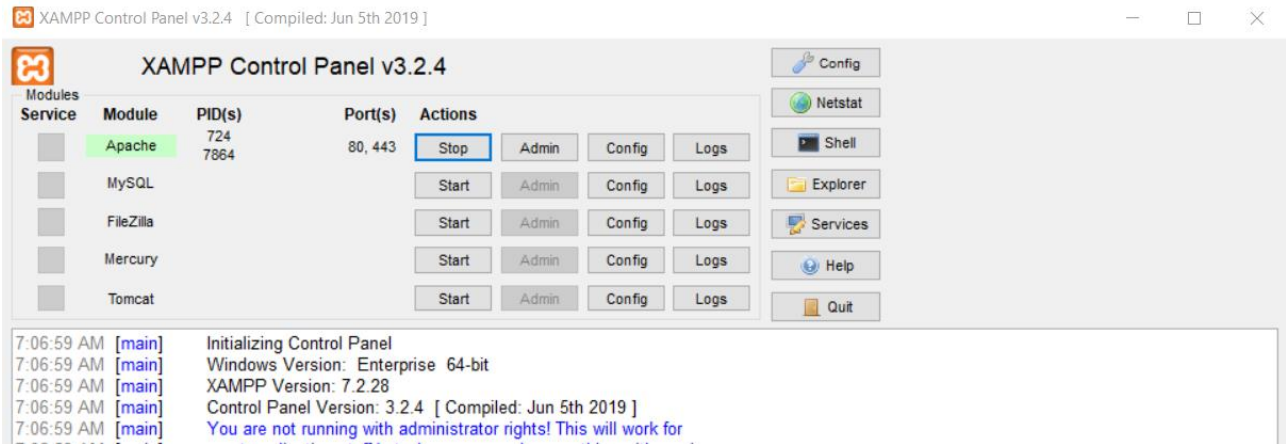 XAMPP Control Panel v3.2.4 [ Compiled: Jun 5th 2019 ]
XAMPP Control Panel v3.2.4
Config
Modules
Netstat
Service Module PID(s) Port(s) Actions
Apache 724 7864 80, 443 Stop Admin Config Logs
Shell
MySQL Start Admin Config Logs
Explorer
FileZilla Start Admin Config Logs
Services
Mercury Start Admin Config Logs
Help
Tomcat Start Admin Config Logs
Quit
7:06:59 AM [main] Initializing Control Panel
7:06:59 AM [main] Windows Version: Enterprise 64-bit
7:06:59 AM [main] XAMPP Version: 7.2.28
7:06:59 AM [main] Control Panel Version: 3.2.4 [ Compiled: Jun 5th 2019 ]
7:06:59 AM [main] You are not running with administrator rights! This will work for